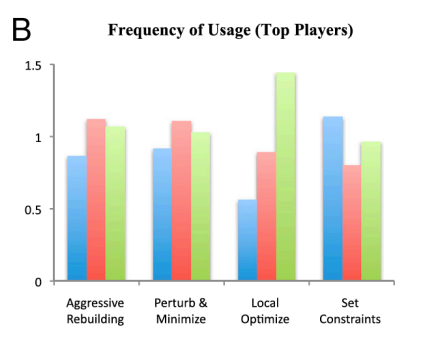 B
Frequency of Usage (Top Players)
1.5
1
0.5
0
Aggressive
Rebuilding
Perturb &
Minimize
Local
Optimize
Set
Constraints